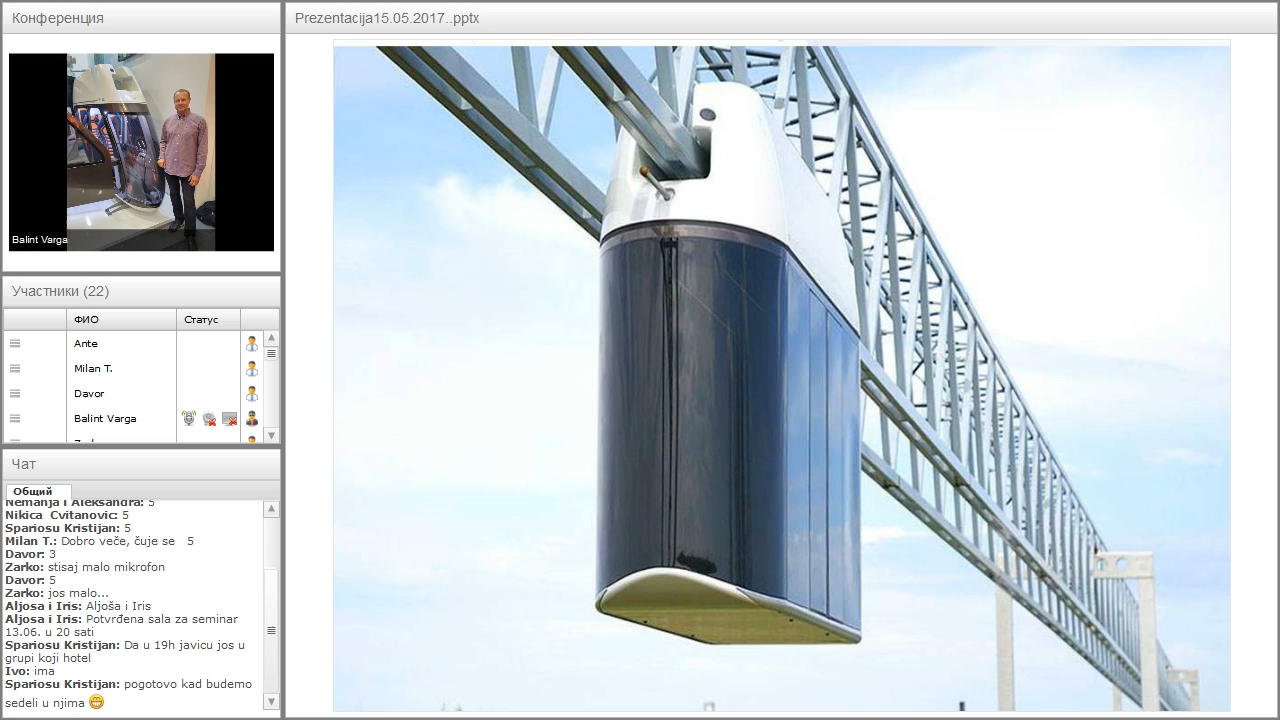 Конференция
Balint Varga
Участники (22)
ФИО Статус
Ante
Milan T.
Davor
Balint Varga
Чат
Общий
Nemanja i Aleksandra: 5
Nikica Cvitanovic: 5
Spariosu Kristijan: 5
Milan T.: Dobro veče, čuje se 5
Davor: 3
Zarko: stisaj malo mikrofon
Davor: 5
Zarko: jos malo...
Aljosa i Iris: Aljoša i Iris
Aljosa i Iris: Potvrđena sala za seminar
13.06. u 20 sati
Spariosu Kristijan: Da u 19h javicu jos u
grupi koji hotel
Ivo: ima
Spariosu Kristijan: pogotovo kad budemo
sedeli u njima
Prezentacija15.05.2017..pptx